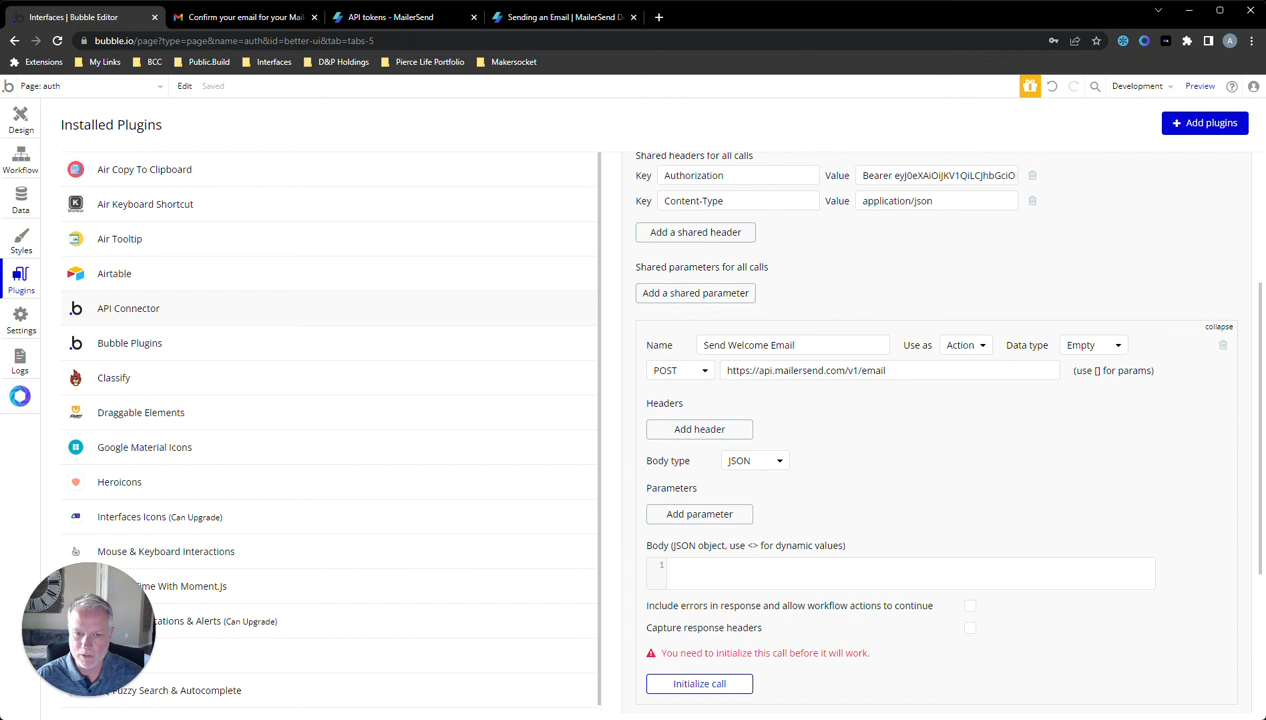 Interfaces | Bubble Editor
Confirm your email for your Mail
API tokens - MailerSend
Sending an Email | MailerSend De
bubble.io/page?type=page&name=auth&id=better-ui&tab=tabs-5
A
Extensions
My Links
BCC
Public.Build
Interfaces
D&P Holdings
Pierce Life Portfolio
Makersocket
Page: auth
Edit
Saved
Development
Preview
Design
Workflow
Data
Styles
Plugins
Settings
Logs
Installed Plugins
Add plugins
Air Copy To Clipboard
Air Keyboard Shortcut
Air Tooltip
Airtable
API Connector
Bubble Plugins
Classify
Draggable Elements
Google Material Icons
Heroicons
Interfaces Icons (Can Upgrade)
Mouse & Keyboard Interactions
ime With Moment.Js
ications & Alerts (Can Upgrade)
Fuzzy Search & Autocomplete
Shared headers for all calls
Key Authorization Value Bearer eyJ0eXAiOiJKV1QiLCJhbGciO
Key Content-Type Value application/json
Add a shared header
Shared parameters for all calls
Add a shared parameter
collapse
Name Send Welcome Email Use as Action Data type Empty
POST https://api.mailersend.com/v1/email (use [] for params)
Headers
Add header
Body type JSON
Parameters
Add parameter
Body (JSON object, use <> for dynamic values)
1
Include errors in response and allow workflow actions to continue
Capture response headers
You need to initialize this call before it will work.
Initialize call